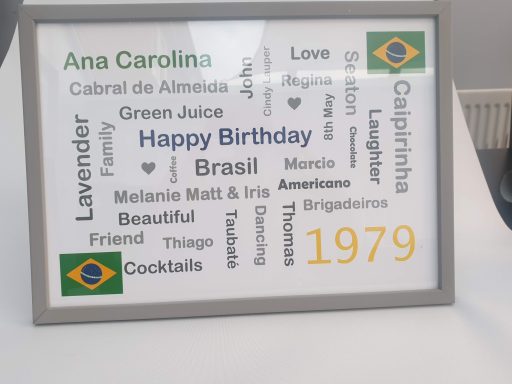 Ana Carolina
John
Cindy Lauper
Love
Seaton
Cabral de Almeida
Regina
Caipirinha
Green Juice
8th May
Lavender
Family
Happy Birthday
Chocolate
Laughter
Coffee
Brasil
Marcio
Melanie Matt & Iris
Americano
Beautiful
Taubaté
Dancing
Thomas
Brigadeiros
Friend
Thiago
1979
Cocktails